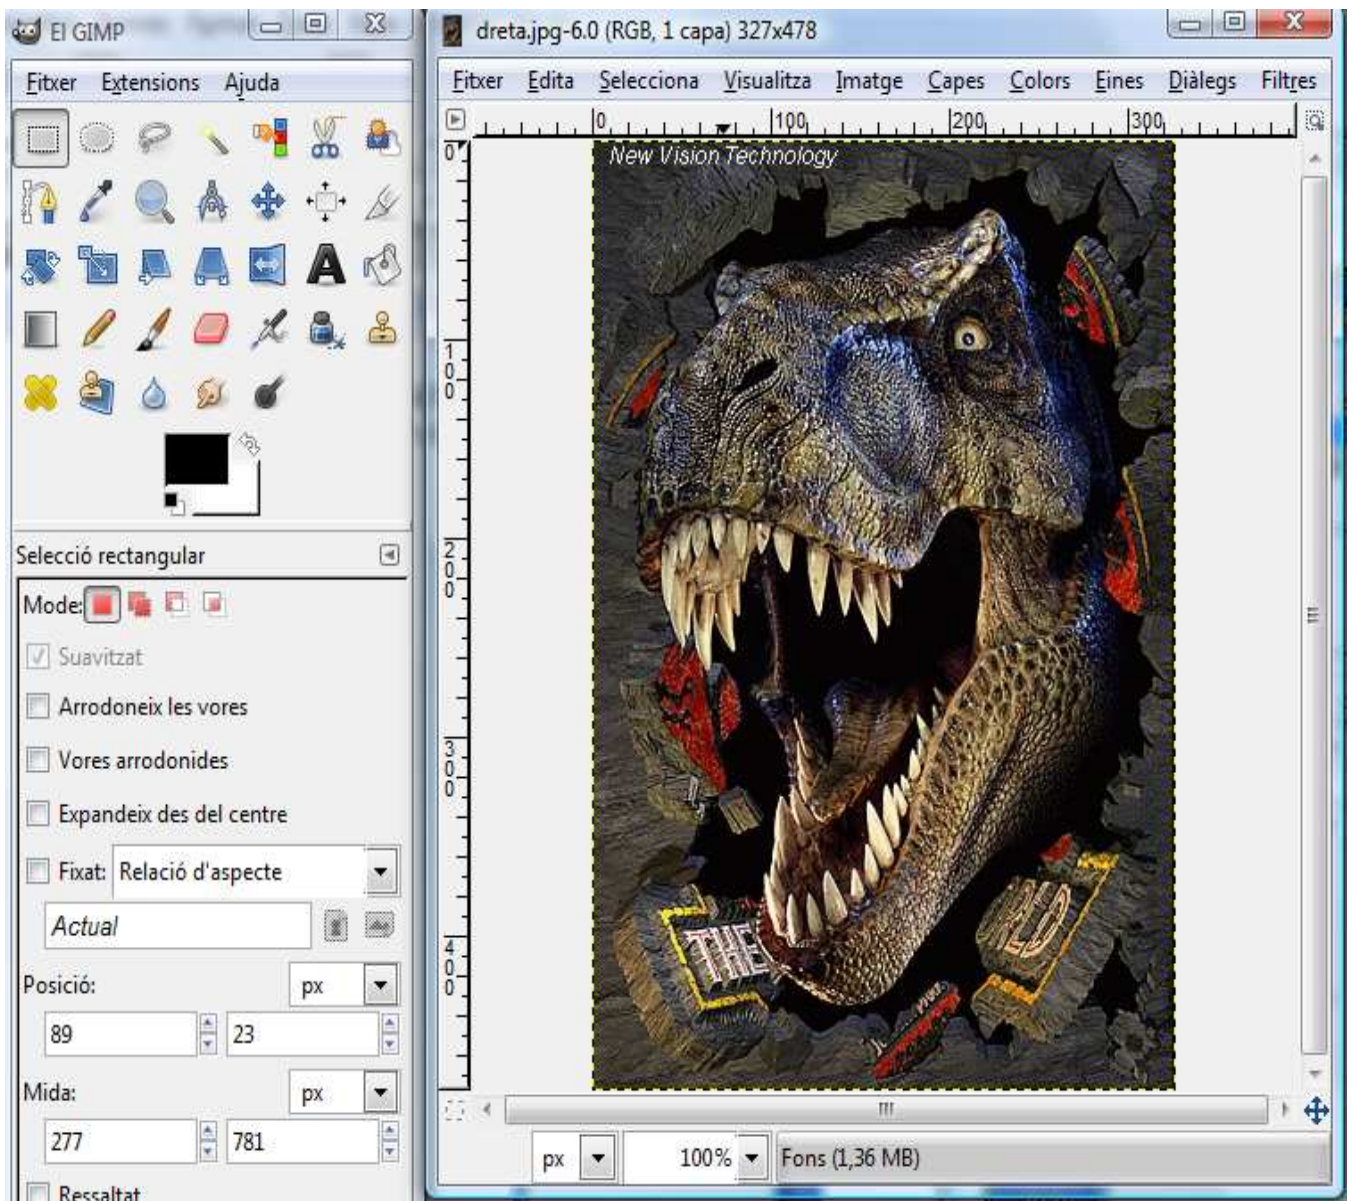 El GIMP
Fitxer Extensions Ajuda
Selecció rectangular
Mode:
Suavitzat
Arrodoneix les vores
Vores arrodonides
Expandeix des del centre
Fixat: Relació d'aspecte
Actual
Posició: px
89 23
Mida: px
277 781
Ressaltat
dreta.jpg-6.0 (RGB, 1 capa) 327x478
Fitxer Edita Selecciona Visualitza Imatge Capes Colors Eines Diàlegs Filtres
0 100 200 300
0
100
200
300
400
New Vision Technology
px 100% Fons (1,36 MB)